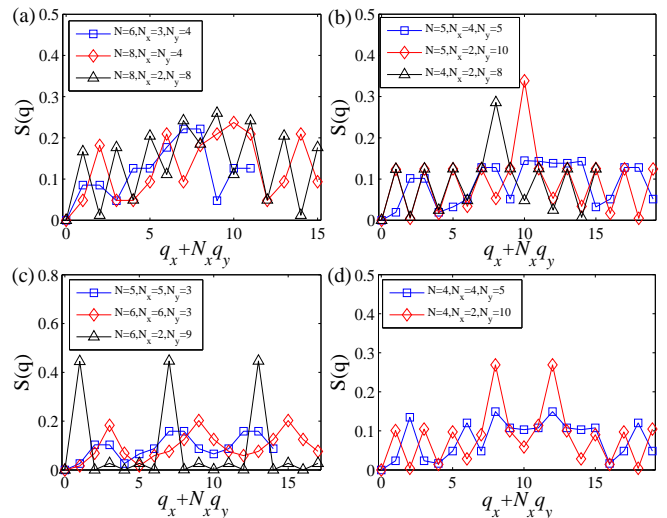 (a)
0.5
0.4
0.3
0.2
0.1
0
S(q)
N=6,N_x=3,N_y=4
N=8,N_x=N_y=4
N=8,N_x=2,N_y=8
0 5 10 15
q_x+N_xq_y
(b)
0.5
0.4
0.3
0.2
0.1
0
S(q)
N=5,N_x=4,N_y=5
N=5,N_x=2,N_y=10
N=4,N_x=2,N_y=8
0 5 10 15
q_x+N_xq_y
(c)
0.8
0.6
0.4
0.2
0
S(q)
N=5,N_x=5,N_y=3
N=6,N_x=6,N_y=3
N=6,N_x=2,N_y=9
0 5 10 15
q_x+N_xq_y
(d)
0.5
0.4
0.3
0.2
0.1
0
S(q)
N=4,N_x=4,N_y=5
N=4,N_x=2,N_y=10
0 5 10 15
q_x+N_xq_y